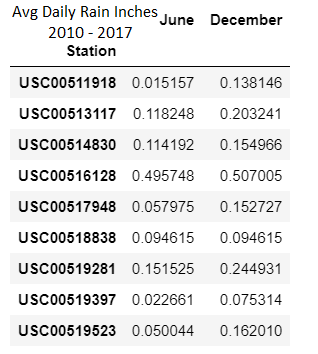 Avg Daily Rain Inches June December
2010 - 2017
Station
USC00511918 0.015157 0.138146
USC00513117 0.118248 0.203241
USC00514830 0.114192 0.154966
USC00516128 0.495748 0.507005
USC00517948 0.057975 0.152727
USC00518838 0.094615 0.094615
USC00519281 0.151525 0.244931
USC00519397 0.022661 0.075314
USC00519523 0.050044 0.162010